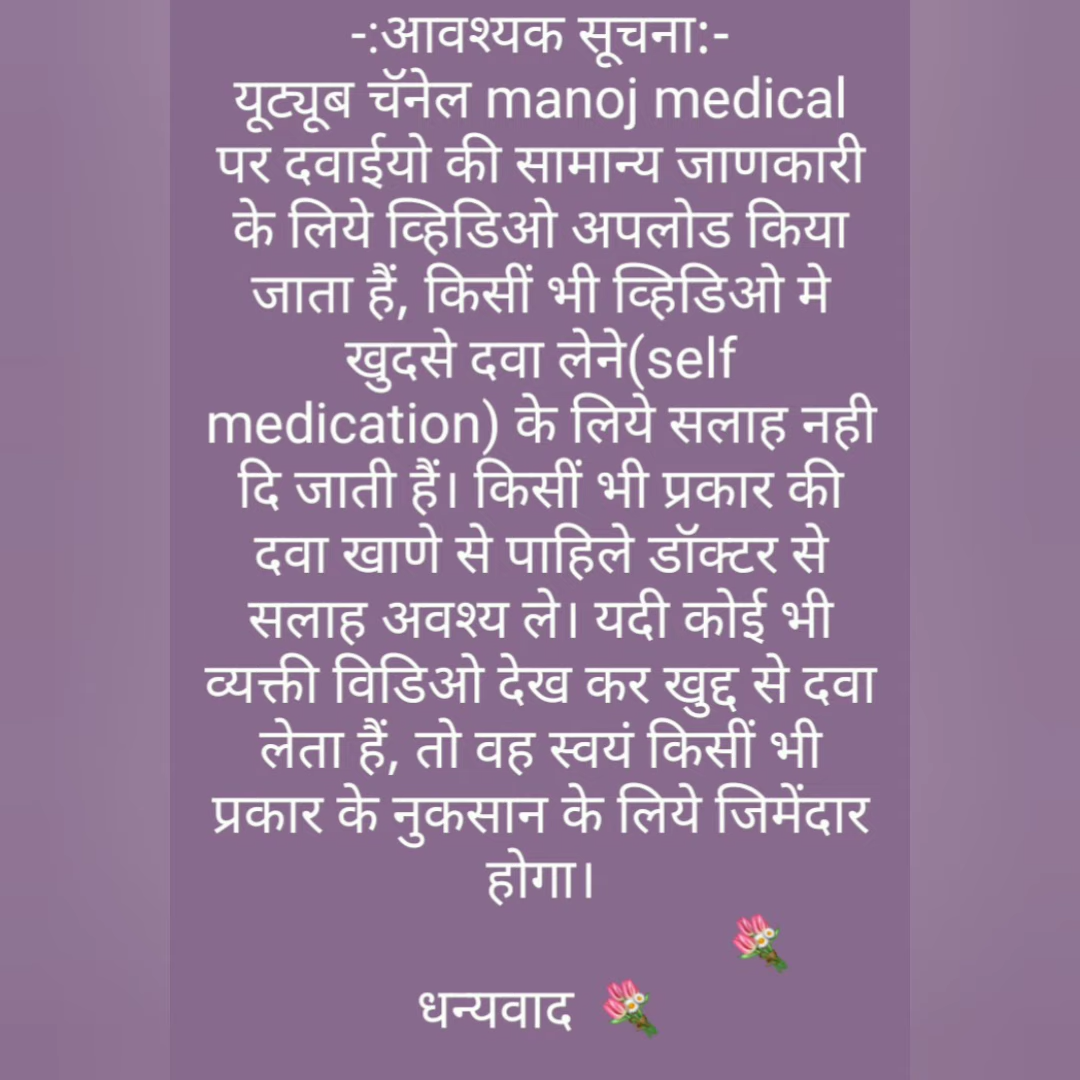 -:आवश्यक सूचना:-
यूट्यूब चॅनेल manoj medical
पर दवाईयो की सामान्य जाणकारी
के लिये व्हिडिओ अपलोड किया
जाता हैं, किसीं भी व्हिडिओ मे
खुदसे दवा लेने(self
medication) के लिये सलाह नही
दि जाती हैं। किसीं भी प्रकार की
दवा खाणे से पाहिले डॉक्टर से
सलाह अवश्य ले। यदी कोई भी
व्यक्ती विडिओ देख कर खुद्द से दवा
लेता हैं, तो वह स्वयं किसीं भी
प्रकार के नुकसान के लिये जिमेंदार
होगा।
धन्यवाद